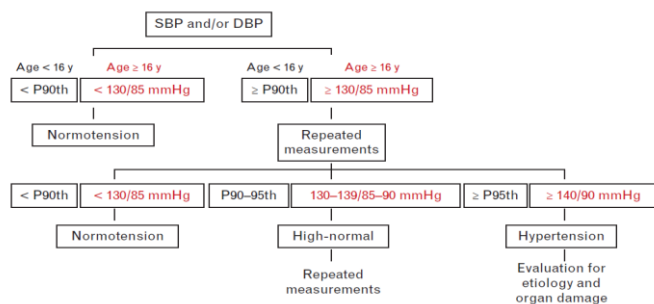 SBP and/or DBP
Age < 16 y Age ≥ 16 y Age < 16 y Age ≥ 16 y
< P90th < 130/85 mmHg ≥ P90th ≥ 130/85 mmHg
Normotension Repeated
measurements
< P90th < 130/85 mmHg P90–95th 130–139/85–90 mmHg ≥ P95th ≥ 140/90 mmHg
Normotension High-normal Hypertension
Repeated
measurements
Evaluation for
etiology and
organ damage